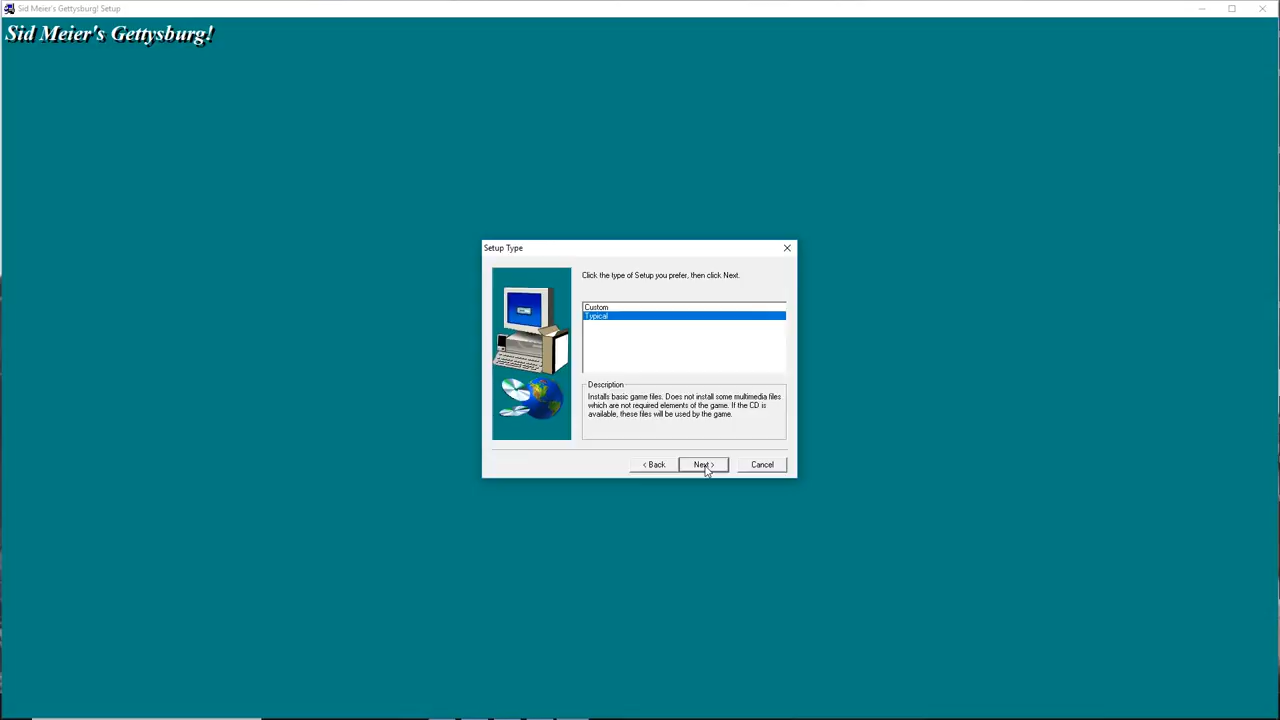 Sid Meier's Gettysburg! Setup
Sid Meier's Gettysburg!
Setup Type
Click the type of Setup you prefer, then click Next.
Custom
Typical
Description
Installs basic game files. Does not install some multimedia files
which are not required elements of the game. If the CD is
available, these files will be used by the game.
< Back
Next >
Cancel